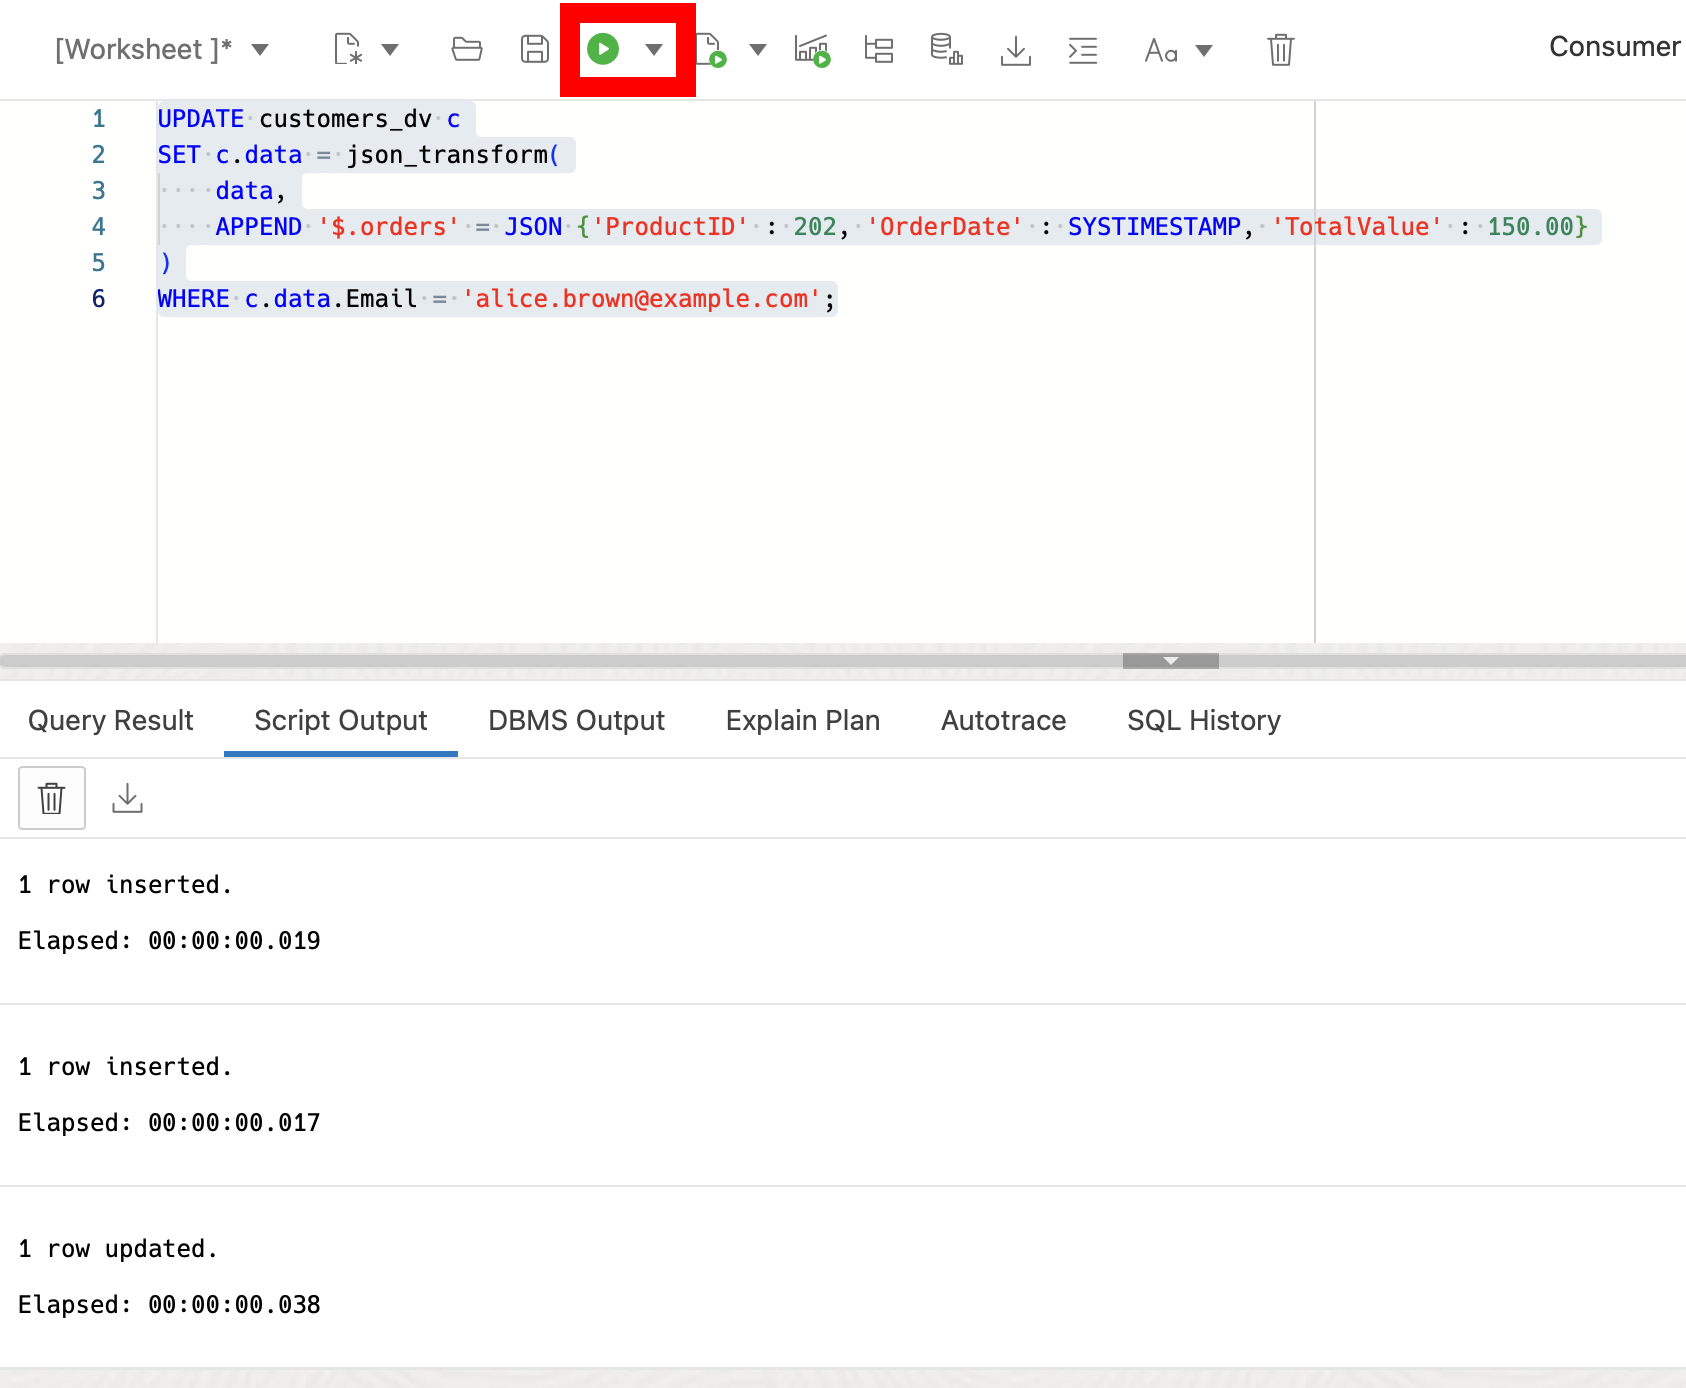 [Worksheet ]* Aa Consumer
1 UPDATE customers_dv c
2 SET c.data = json_transform(
3 data,
4 APPEND '$.orders' = JSON {'ProductID' : 202, 'OrderDate' : SYSTIMESTAMP, 'TotalValue' : 150.00}
5 )
6 WHERE c.data.Email = 'alice.brown@example.com';
Query Result Script Output DBMS Output Explain Plan Autotrace SQL History
1 row inserted.
Elapsed: 00:00:00.019
1 row inserted.
Elapsed: 00:00:00.017
1 row updated.
Elapsed: 00:00:00.038